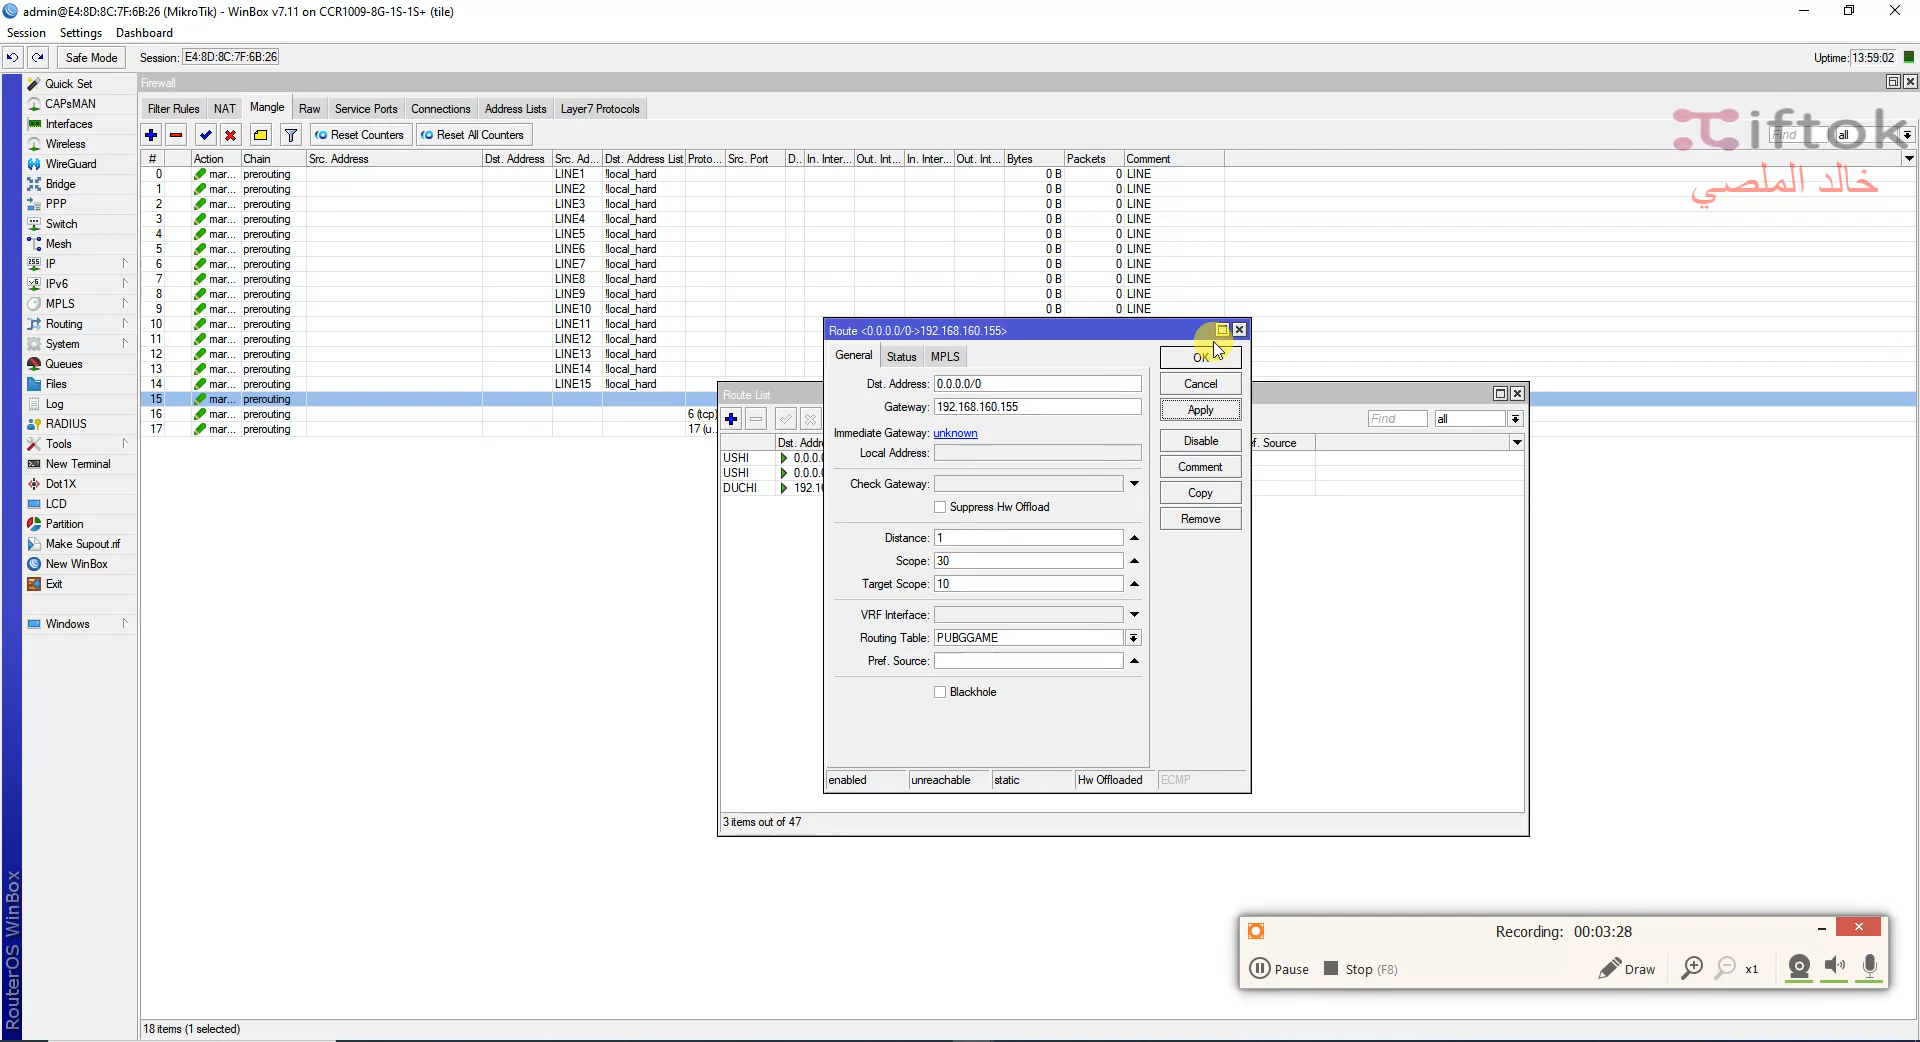 admin@E4:8D:8C:7F:6B:26 (MikroTik) - WinBox v7.11 on CCR1009-8G-1S-1S+ (tile)
Session Settings Dashboard
Safe Mode Session: E4:8D:8C:7F:6B:26 Uptime: 13:59:02
Quick Set
CAPsMAN
Interfaces
Wireless
WireGuard
Bridge
PPP
Switch
Mesh
IP
IPv6
MPLS
Routing
System
Queues
Files
Log
RADIUS
Tools
New Terminal
Dot1X
LCD
Partition
Make Supout.rif
New WinBox
Exit
Windows
RouterOS WinBox
Firewall
Filter Rules NAT Mangle Raw Service Ports Connections Address Lists Layer7 Protocols
Reset Counters Reset All Counters Find all
iftok
خالد الملصي
# Action Chain Src. Address Dst. Address Src. Ad... Dst. Address List Proto... Src. Port D.. In. Inter... Out. Int... In. Inter... Out. Int... Bytes Packets Comment
0 mar... prerouting LINE1 !local_hard 0 B 0 LINE
1 mar... prerouting LINE2 !local_hard 0 B 0 LINE
2 mar... prerouting LINE3 !local_hard 0 B 0 LINE
3 mar... prerouting LINE4 !local_hard 0 B 0 LINE
4 mar... prerouting LINE5 !local_hard 0 B 0 LINE
5 mar... prerouting LINE6 !local_hard 0 B 0 LINE
6 mar... prerouting LINE7 !local_hard 0 B 0 LINE
7 mar... prerouting LINE8 !local_hard 0 B 0 LINE
8 mar... prerouting LINE9 !local_hard 0 B 0 LINE
9 mar... prerouting LINE10 !local_hard 0 B 0 LINE
10 mar... prerouting LINE11 !local_hard
11 mar... prerouting LINE12 !local_hard
12 mar... prerouting LINE13 !local_hard
13 mar... prerouting LINE14 !local_hard
14 mar... prerouting LINE15 !local_hard
15 mar... prerouting
16 mar... prerouting 6 (tcp)
17 mar... prerouting 17 (u...
18 items (1 selected)
Route List
Find all
Dst. Addre f. Source
USHI 0.0.0.0
USHI 0.0.0.0
DUCHI 192.16
3 items out of 47
Route <0.0.0.0/0->192.168.160.155>
General Status MPLS
Dst. Address: 0.0.0.0/0
Gateway: 192.168.160.155
Immediate Gateway: unknown
Local Address:
Check Gateway:
Suppress Hw Offload
Distance: 1
Scope: 30
Target Scope: 10
VRF Interface:
Routing Table: PUBGGAME
Pref. Source:
Blackhole
OK
Cancel
Apply
Disable
Comment
Copy
Remove
enabled unreachable static Hw Offloaded ECMP
Recording: 00:03:28
Pause Stop (F8) Draw x1